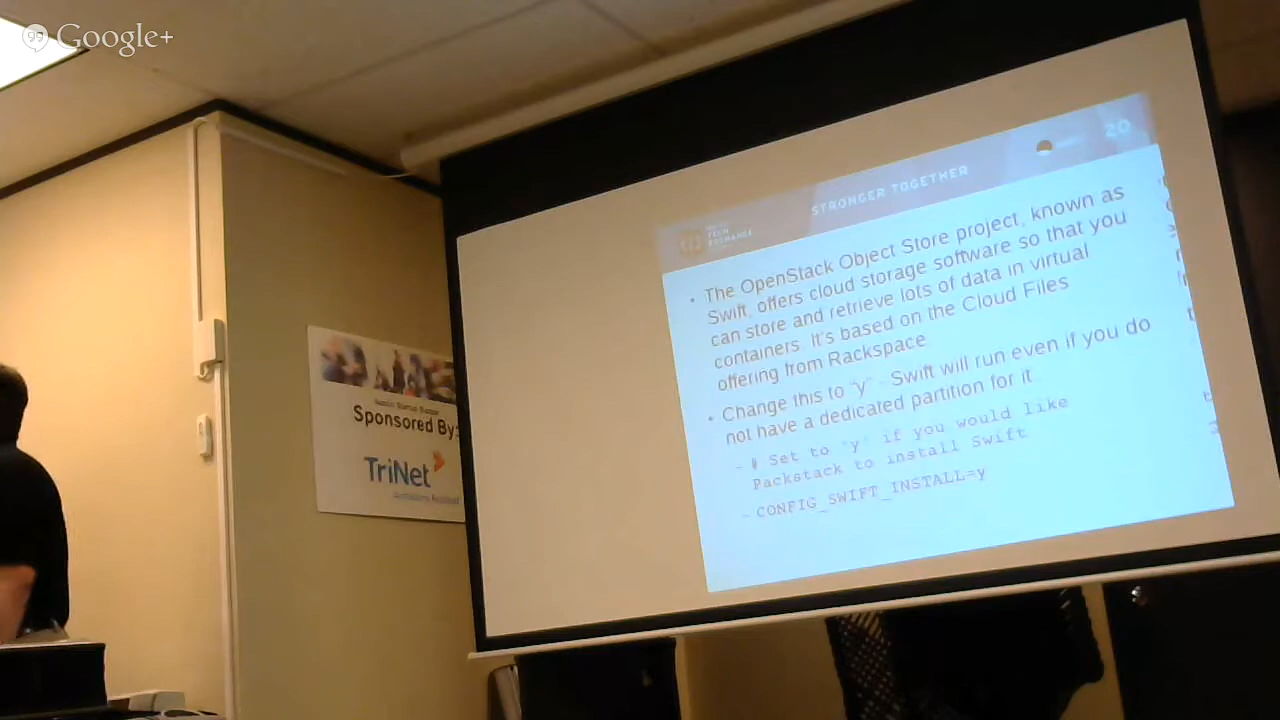 Google+
20
STRONGER TOGETHER
TECH
EXCHANGE
• The OpenStack Object Store project, known as
Swift, offers cloud storage software so that you
can store and retrieve lots of data in virtual
containers. It's based on the Cloud Files
offering from Rackspace
• Change this to "y" - Swift will run even if you do
not have a dedicated partition for it
- # Set to "y" if you would like
Packstack to install Swift
- CONFIG_SWIFT_INSTALL=y
Sponsored By:
TriNet